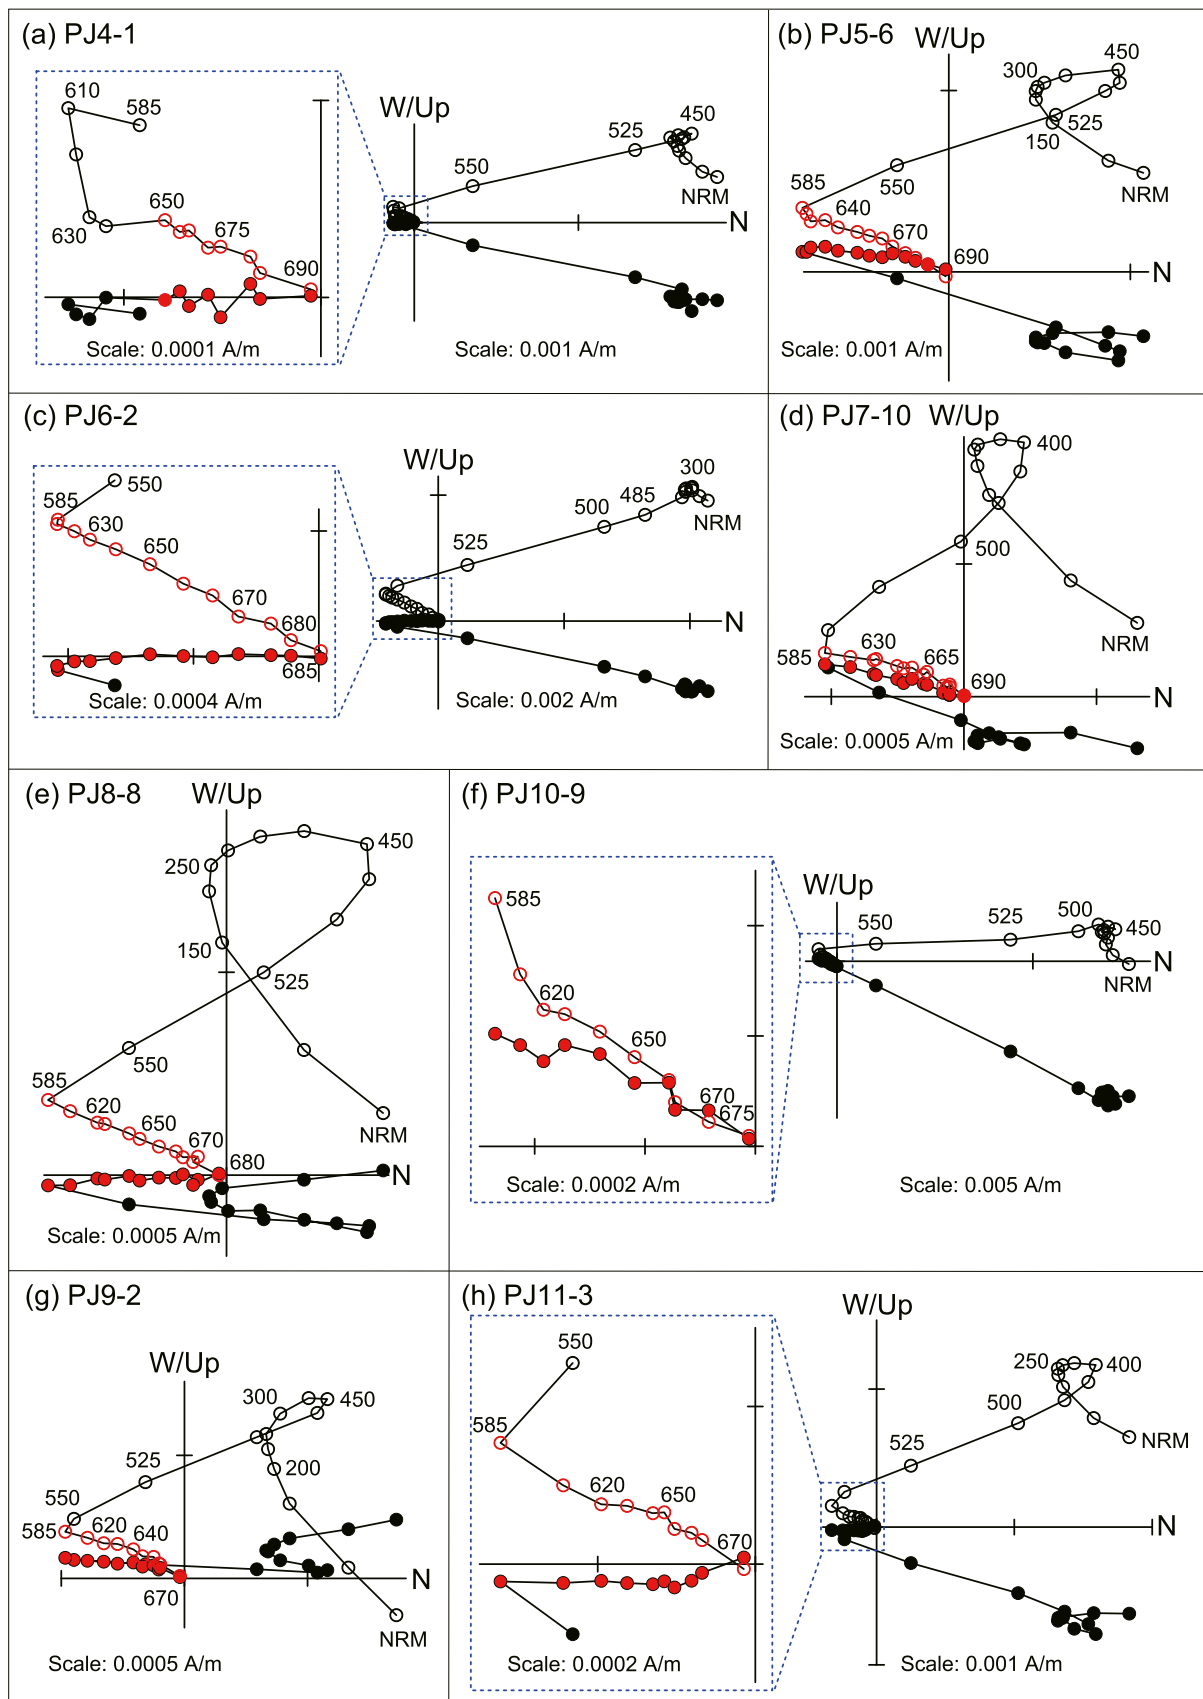 (a) PJ4-1
610
585
630
650
675
690
Scale: 0.0001 A/m
W/Up
550
525
450
NRM
N
Scale: 0.001 A/m
(b) PJ5-6
W/Up
450
300
525
150
NRM
550
585
640
670
690
N
Scale: 0.001 A/m
(c) PJ6-2
550
585
630
650
670
680
685
Scale: 0.0004 A/m
W/Up
300
485
500
NRM
525
N
Scale: 0.002 A/m
(d) PJ7-10
W/Up
400
500
NRM
585
630
665
690
N
Scale: 0.0005 A/m
(e) PJ8-8
W/Up
450
250
150
525
550
585
620
650
670
NRM
680
N
Scale: 0.0005 A/m
(f) PJ10-9
585
620
650
670
675
Scale: 0.0002 A/m
W/Up
550
525
500
450
N
NRM
Scale: 0.005 A/m
(g) PJ9-2
W/Up
300
450
525
200
550
585
620
640
670
N
NRM
Scale: 0.0005 A/m
(h) PJ11-3
550
585
620
650
670
Scale: 0.0002 A/m
W/Up
250
400
500
NRM
525
N
Scale: 0.001 A/m